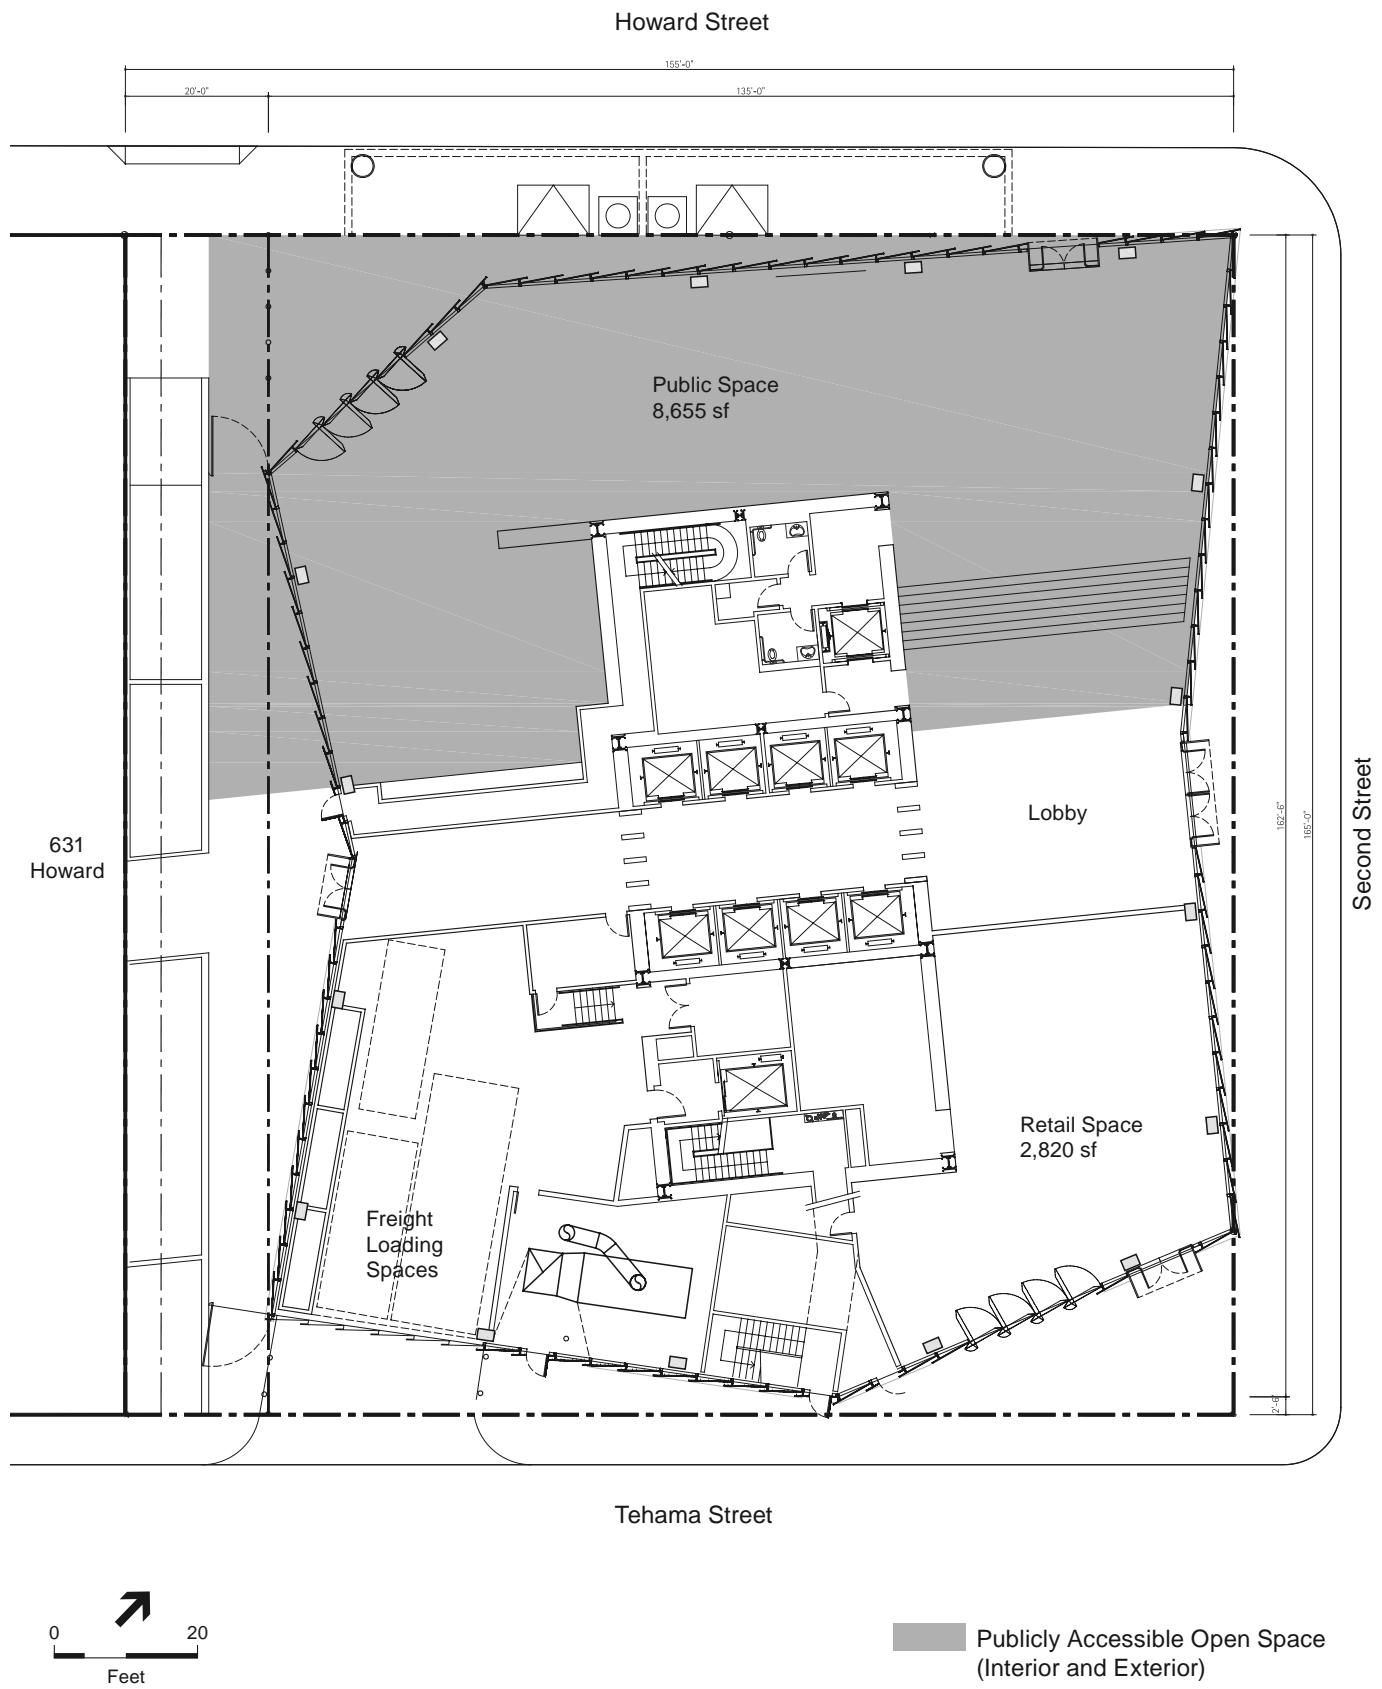 Howard Street
155'-0"
20'-0"
135'-0"
Public Space
8,655 sf
Lobby
631
Howard
162'-6"
165'-0"
Second Street
Retail Space
2,820 sf
Freight
Loading
Spaces
2'-6"
Tehama Street
0
20
Feet
Publicly Accessible Open Space
(Interior and Exterior)